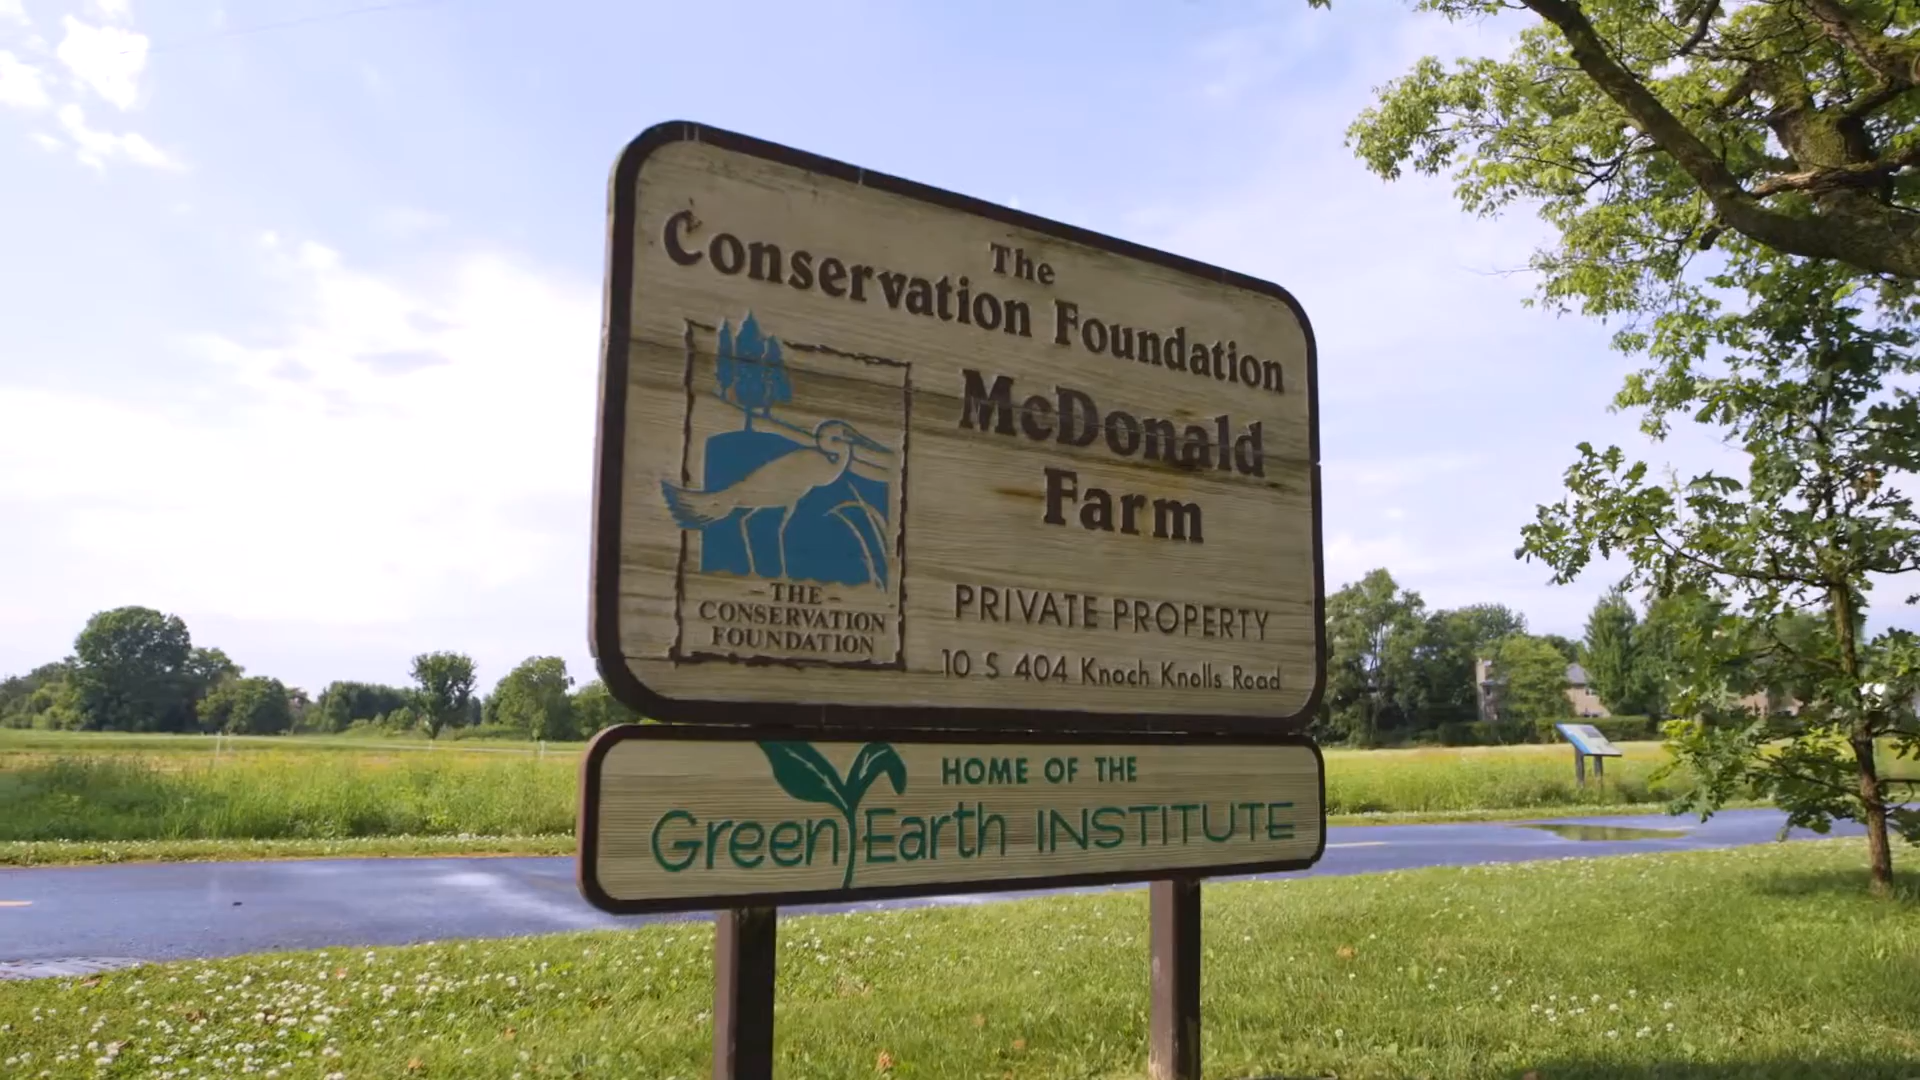 The
Conservation Foundation
McDonald
Farm
PRIVATE PROPERTY
10 S 404 Knoch Knolls Road
- THE -
CONSERVATION
FOUNDATION
HOME OF THE
Green Earth INSTITUTE